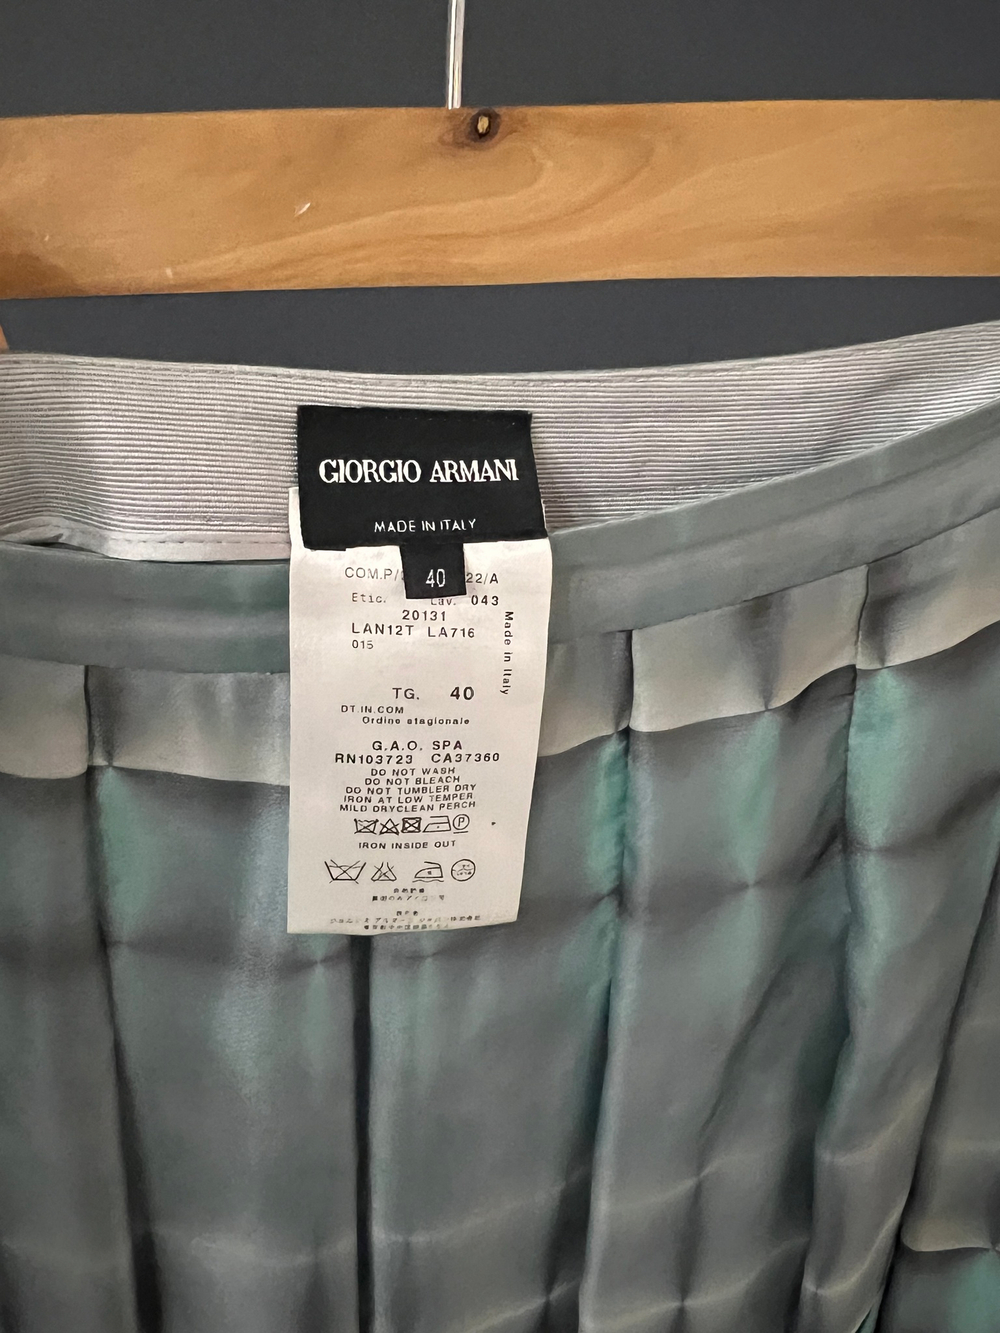 GIORGIO ARMANI
MADE IN ITALY
40
COM.P/ 22/A
Etic. Lav. 043
20131
LAN12T LA716
015
Made in Italy
TG. 40
DT.IN.COM
Ordine stagionale
G.A.O. SPA
RN103723 CA37360
DO NOT WASH
DO NOT BLEACH
DO NOT TUMBLER DRY
IRON AT LOW TEMPER
MILD DRYCLEAN PERCH
P
IRON INSIDE OUT